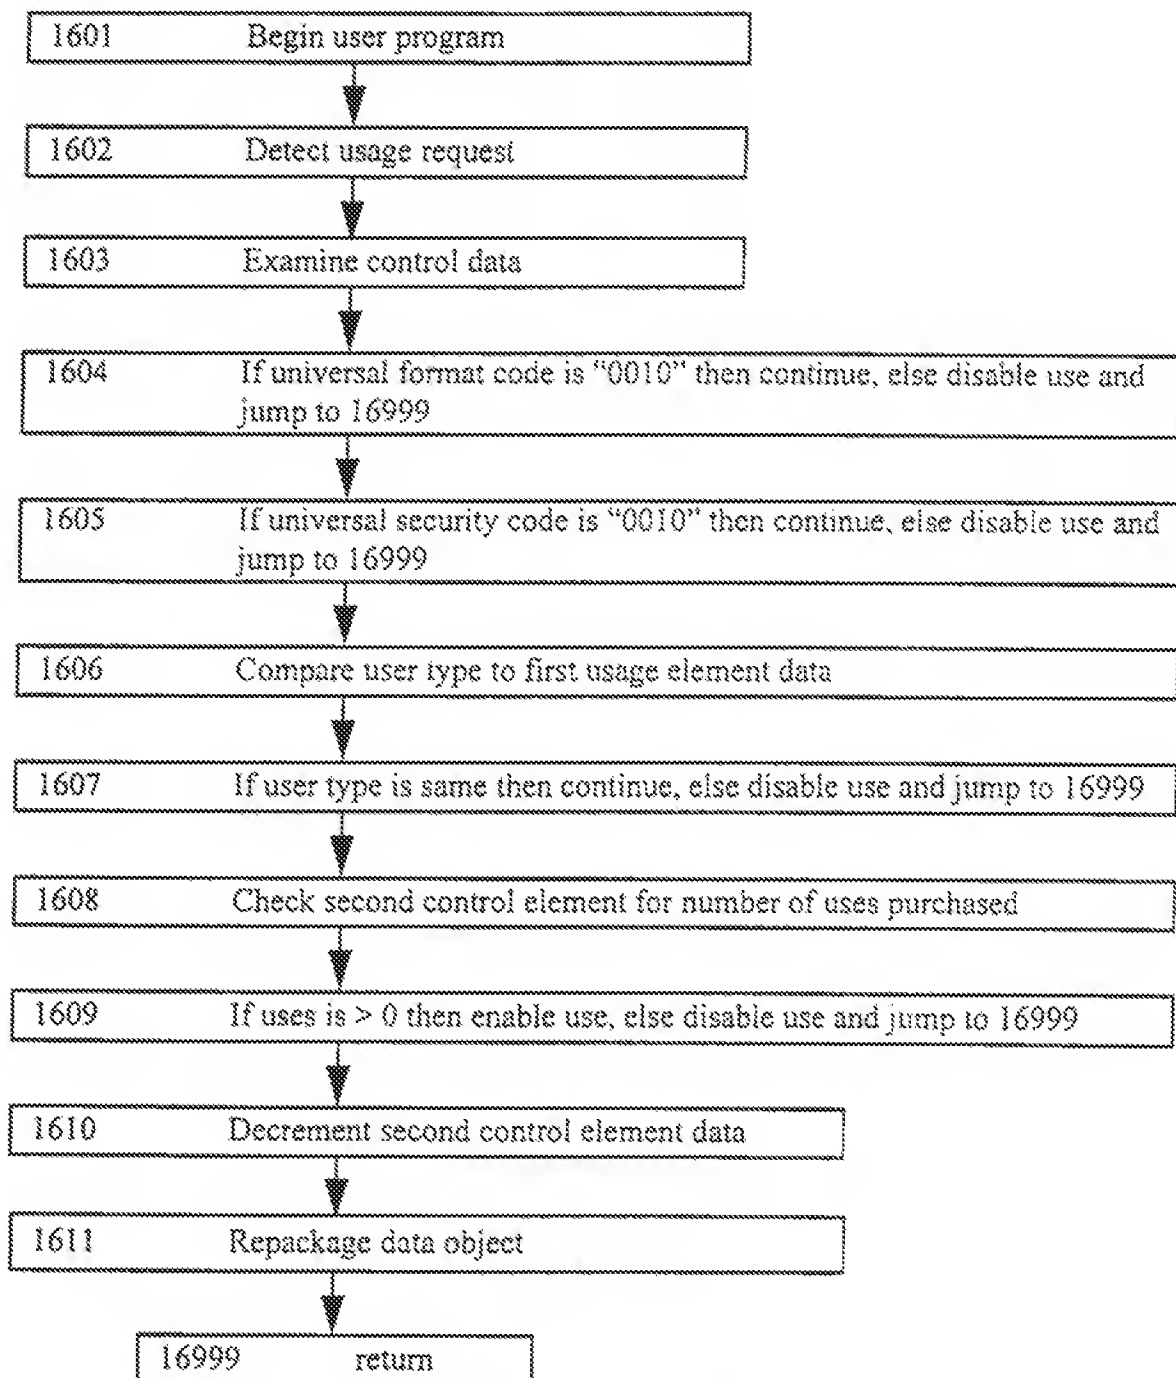 1601 Begin user program
1602 Detect usage request
1603 Examine control data
1604 If universal format code is “0010” then continue, else disable use and
jump to 16999
1605 If universal security code is “0010” then continue, else disable use and
jump to 16999
1606 Compare user type to first usage element data
1607 If user type is same then continue, else disable use and jump to 16999
1608 Check second control element for number of uses purchased
1609 If uses is > 0 then enable use, else disable use and jump to 16999
1610 Decrement second control element data
1611 Repackage data object
16999 return